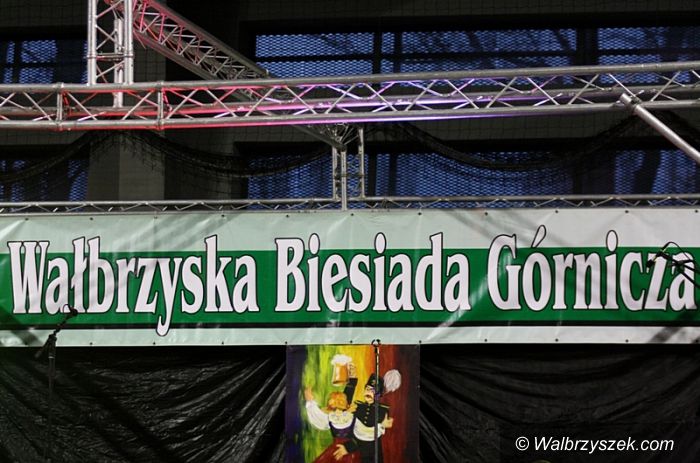 Wałbrzyska Biesiada Górnicza
© Walbrzyszek.com